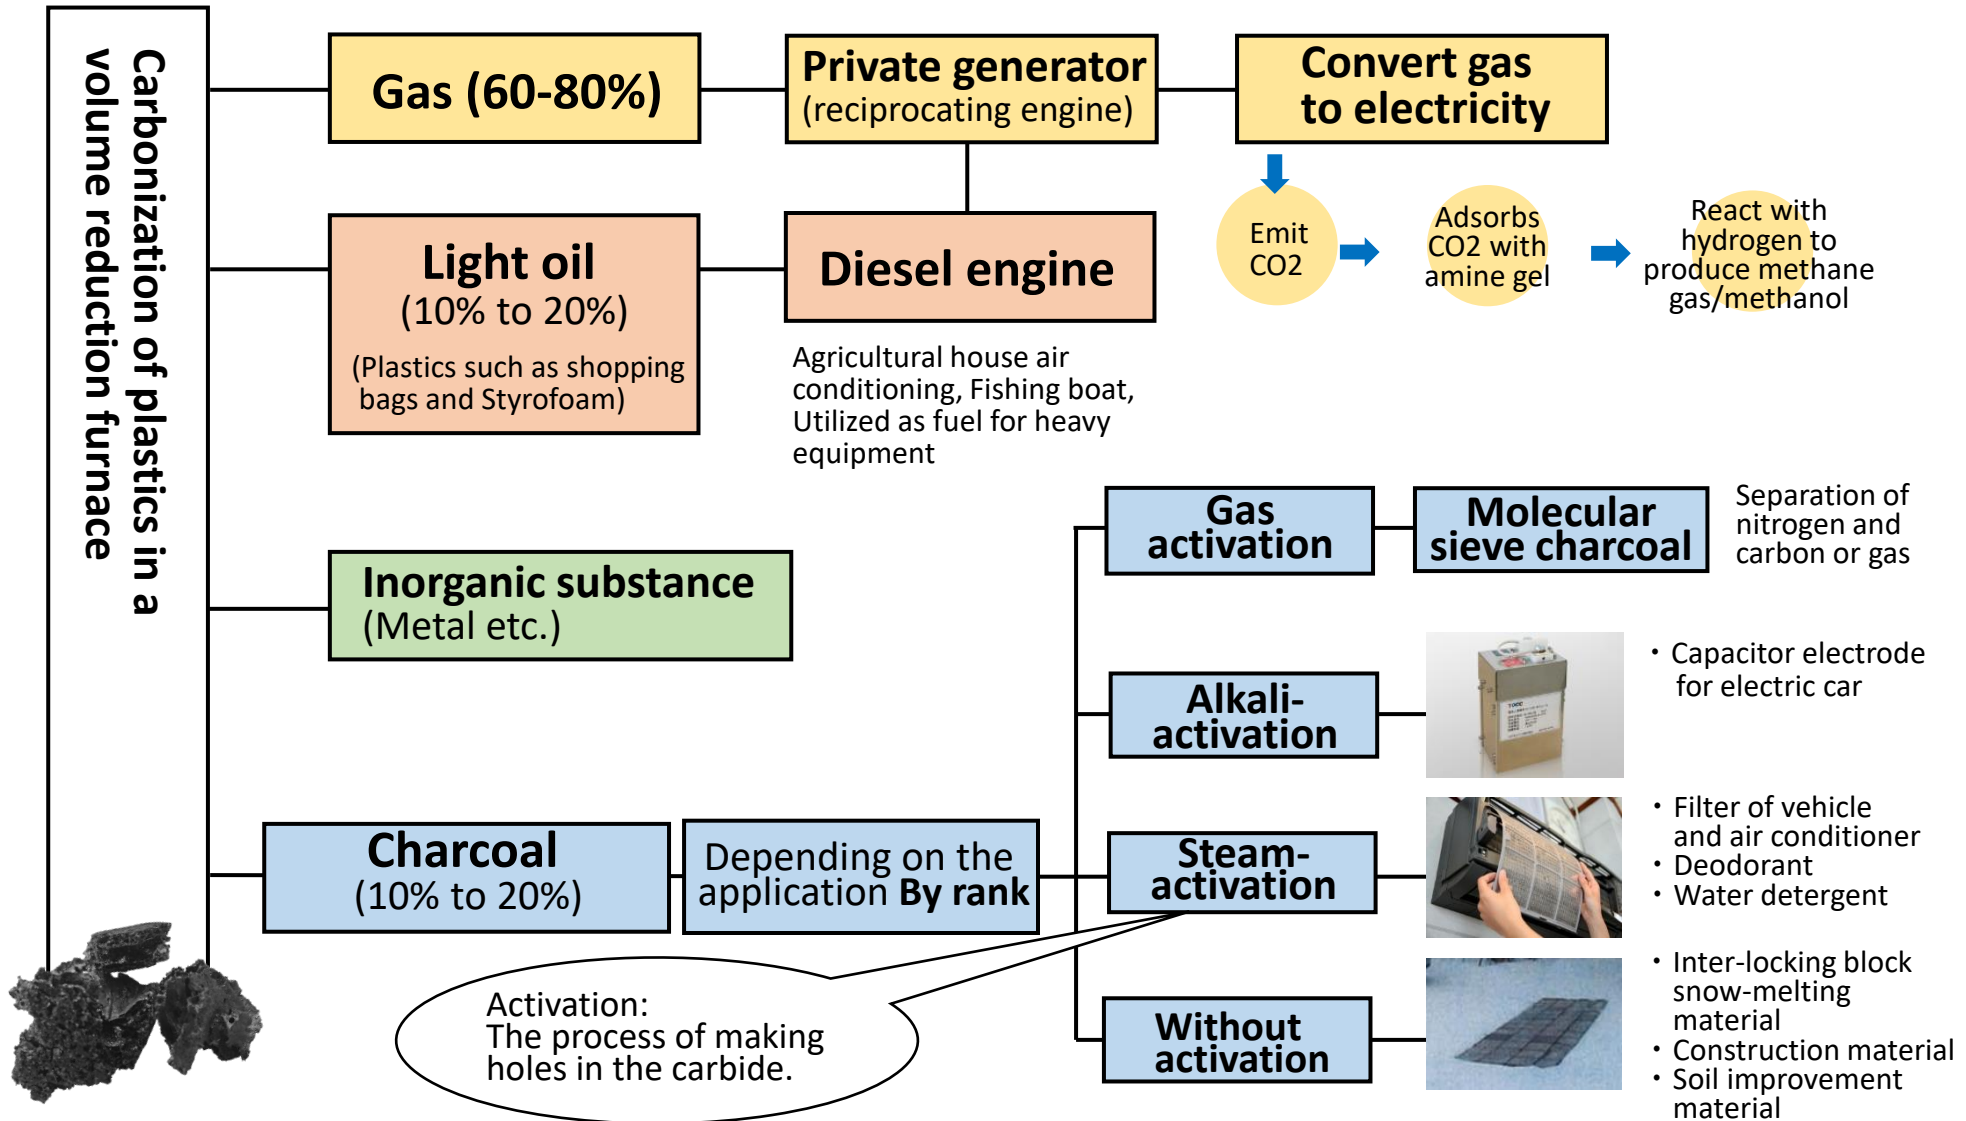 Carbonization of plastics in a
volume reduction furnace
Gas (60-80%)
Private generator
(reciprocating engine)
Convert gas
to electricity
Emit
CO2
Adsorbs
CO2 with
amine gel
React with
hydrogen to
produce methane
gas/methanol
Light oil
(10% to 20%)
(Plastics such as shopping
bags and Styrofoam)
Diesel engine
Agricultural house air
conditioning, Fishing boat,
Utilized as fuel for heavy
equipment
Inorganic substance
(Metal etc.)
Charcoal
(10% to 20%)
Depending on the
application By rank
Activation:
The process of making
holes in the carbide.
Gas
activation
Molecular
sieve charcoal
Separation of
nitrogen and
carbon or gas
Alkali-
activation
・Capacitor electrode
for electric car
Steam-
activation
・Filter of vehicle
and air conditioner
・Deodorant
・Water detergent
Without
activation
・Inter-locking block
snow-melting
material
・Construction material
・Soil improvement
material